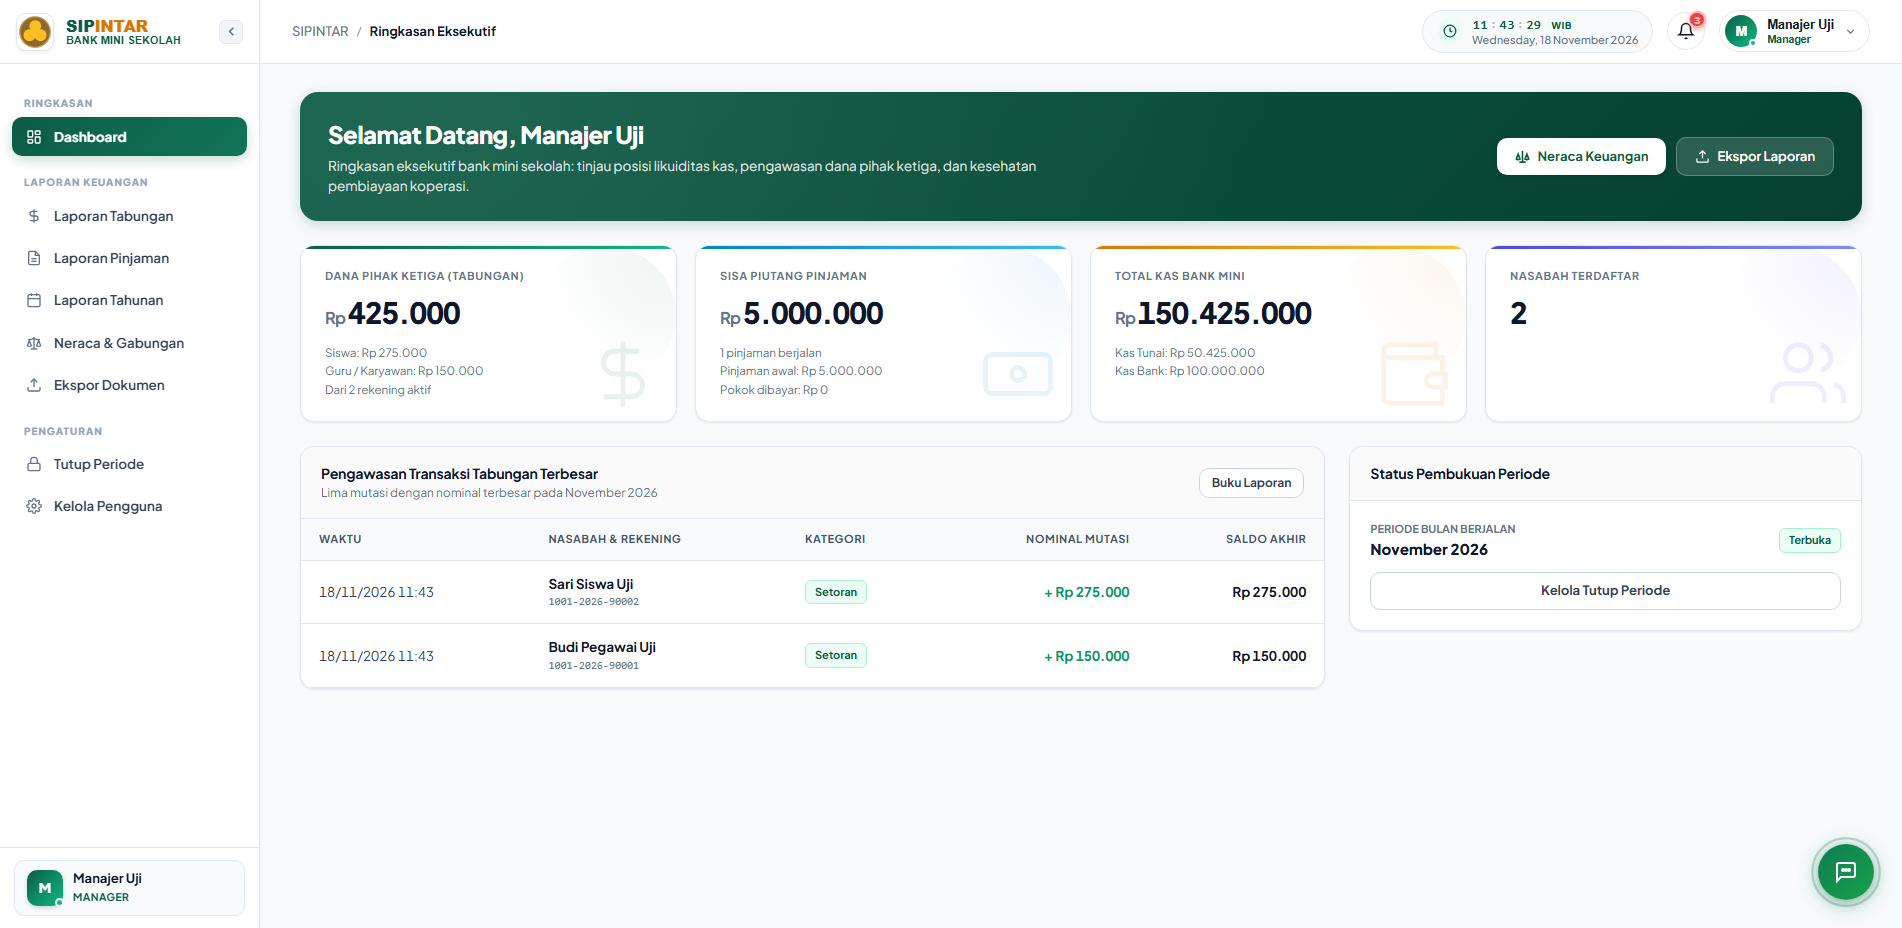 SIPINTAR
BANK MINI SEKOLAH
SIPINTAR / Ringkasan Eksekutif
11 : 43 : 29 WIB
Wednesday, 18 November 2026
3
M
Manajer Uji
Manager
RINGKASAN
Dashboard
LAPORAN KEUANGAN
Laporan Tabungan
Laporan Pinjaman
Laporan Tahunan
Neraca & Gabungan
Ekspor Dokumen
PENGATURAN
Tutup Periode
Kelola Pengguna
M
Manajer Uji
MANAGER
Selamat Datang, Manajer Uji
Ringkasan eksekutif bank mini sekolah: tinjau posisi likuiditas kas, pengawasan dana pihak ketiga, dan kesehatan
pembiayaan koperasi.
Neraca Keuangan
Ekspor Laporan
DANA PIHAK KETIGA (TABUNGAN)
Rp 425.000
Siswa: Rp 275.000
Guru / Karyawan: Rp 150.000
Dari 2 rekening aktif
SISA PIUTANG PINJAMAN
Rp 5.000.000
1 pinjaman berjalan
Pinjaman awal: Rp 5.000.000
Pokok dibayar: Rp 0
TOTAL KAS BANK MINI
Rp 150.425.000
Kas Tunai: Rp 50.425.000
Kas Bank: Rp 100.000.000
NASABAH TERDAFTAR
2
Pengawasan Transaksi Tabungan Terbesar
Lima mutasi dengan nominal terbesar pada November 2026
Buku Laporan
WAKTU NASABAH & REKENING KATEGORI NOMINAL MUTASI SALDO AKHIR
18/11/2026 11:43 Sari Siswa Uji Setoran + Rp 275.000 Rp 275.000
1001-2026-90002
18/11/2026 11:43 Budi Pegawai Uji Setoran + Rp 150.000 Rp 150.000
1001-2026-90001
Status Pembukuan Periode
PERIODE BULAN BERJALAN
November 2026
Terbuka
Kelola Tutup Periode